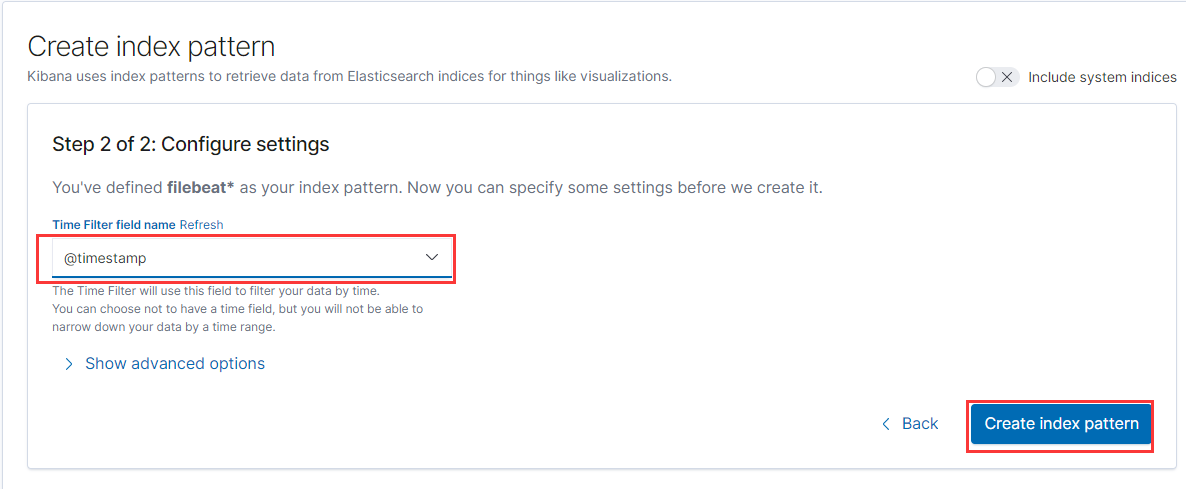 Create index pattern
Kibana uses index patterns to retrieve data from Elasticsearch indices for things like visualizations.
Include system indices
Step 2 of 2: Configure settings
You've defined filebeat* as your index pattern. Now you can specify some settings before we create it.
Time Filter field name Refresh
@timestamp
The Time Filter will use this field to filter your data by time.
You can choose not to have a time field, but you will not be able to
narrow down your data by a time range.
Show advanced options
Back
Create index pattern